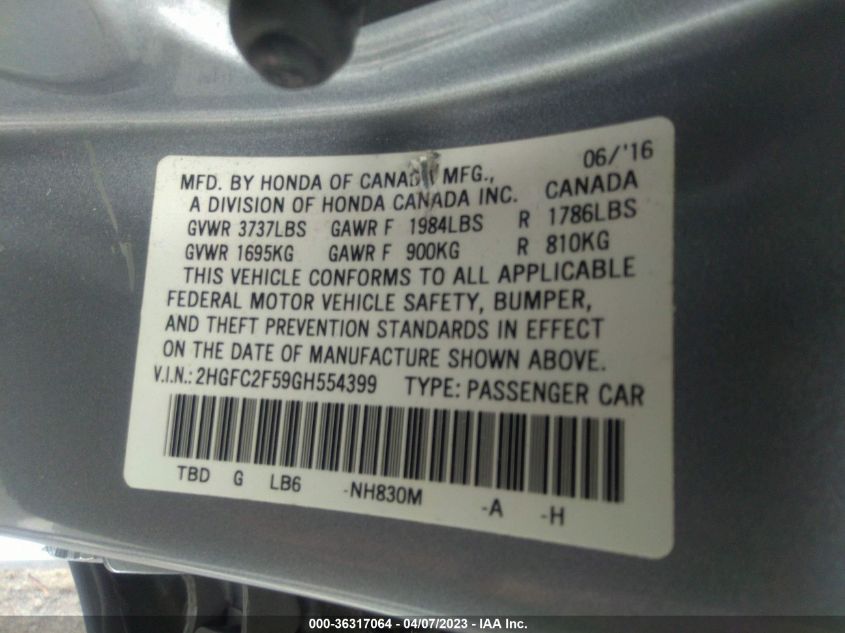 06/'16
MFD. BY HONDA OF CANADA MFG.,
A DIVISION OF HONDA CANADA INC. CANADA
GVWR 3737LBS GAWR F 1984LBS R 1786LBS
GVWR 1695KG GAWR F 900KG R 810KG
THIS VEHICLE CONFORMS TO ALL APPLICABLE
FEDERAL MOTOR VEHICLE SAFETY, BUMPER,
AND THEFT PREVENTION STANDARDS IN EFFECT
ON THE DATE OF MANUFACTURE SHOWN ABOVE.
V.I.N.: 2HGFC2F59GH554399 TYPE: PASSENGER CAR
TBD G LB6 -NH830M -A -H
000-36317064 - 04/07/2023 - IAA Inc.